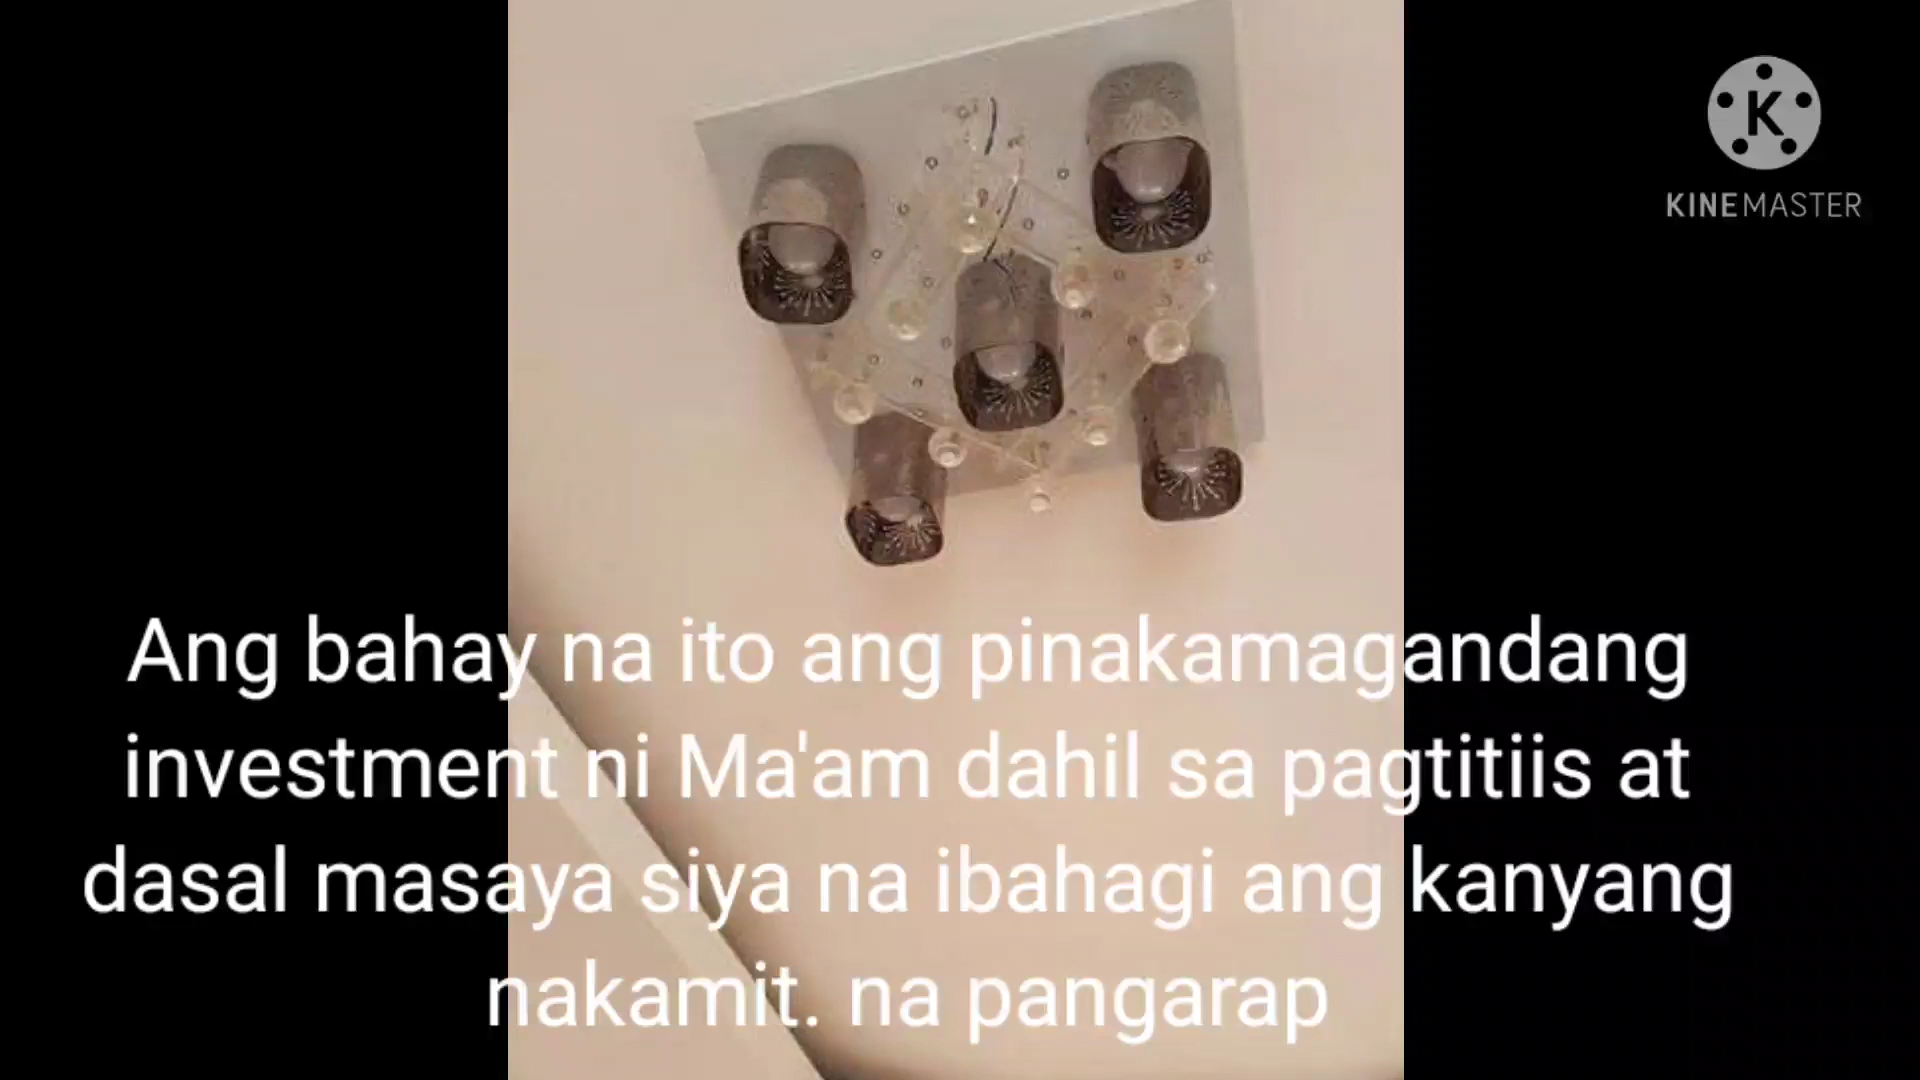 K
KINEMASTER
Ang bahay na ito ang pinakamagandang
investment ni Ma'am dahil sa pagtitiis at
dasal masaya siya na ibahagi ang kanyang
nakamit. na pangarap